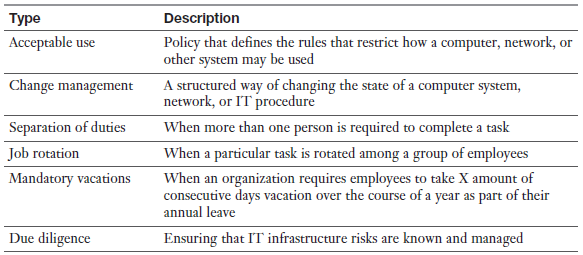 Type Description
Acceptable use Policy that defines the rules that restrict how a computer, network, or
other system may be used
Change management A structured way of changing the state of a computer system,
network, or IT procedure
Separation of duties When more than one person is required to complete a task
Job rotation When a particular task is rotated among a group of employees
Mandatory vacations When an organization requires employees to take X amount of
consecutive days vacation over the course of a year as part of their
annual leave
Due diligence Ensuring that IT infrastructure risks are known and managed